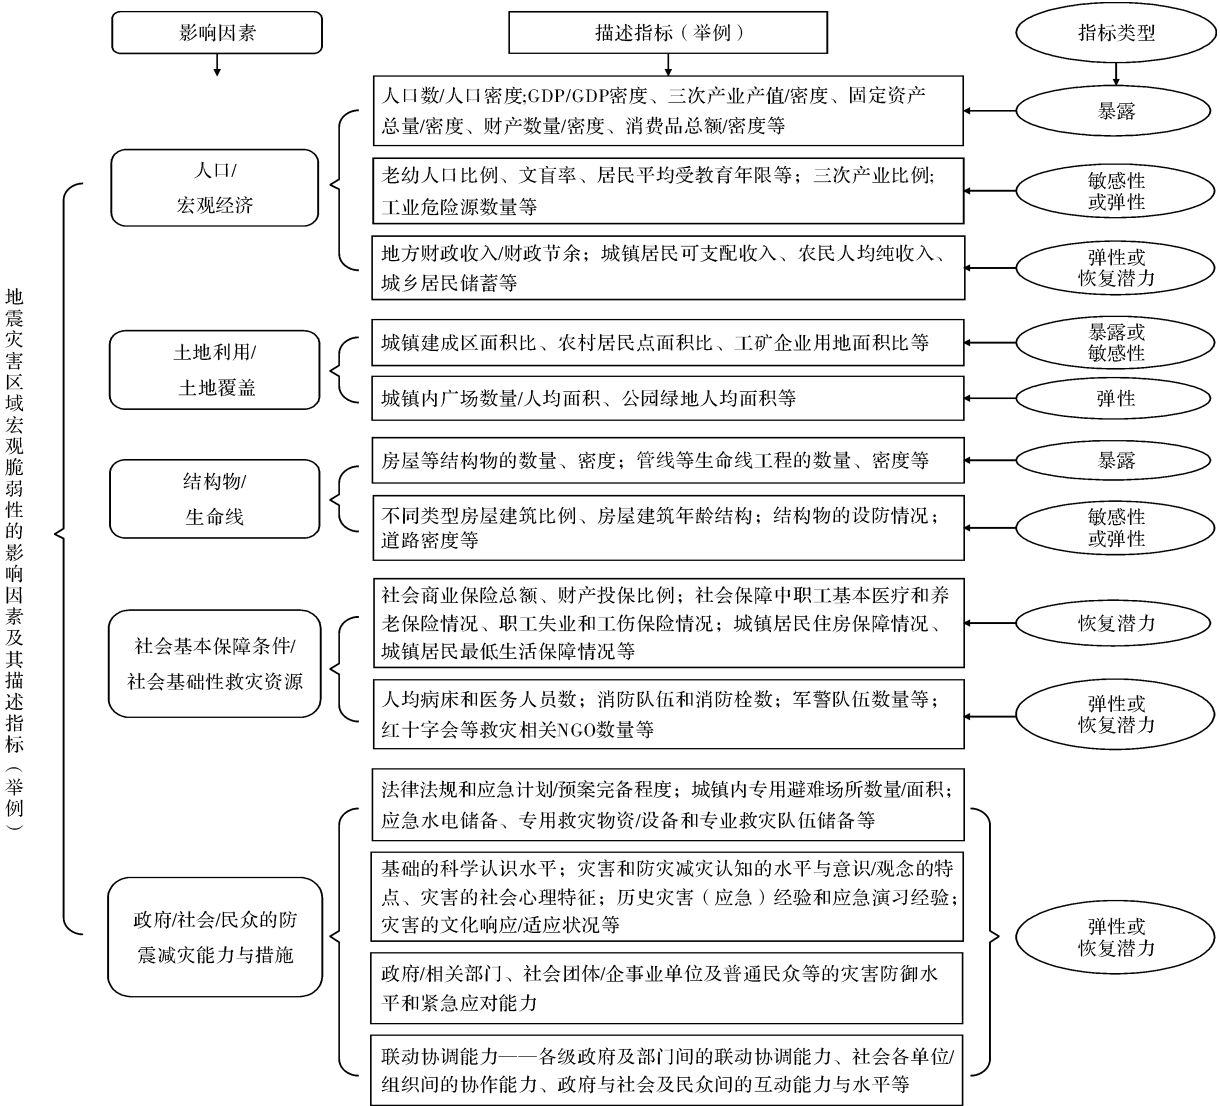 影响因素
描述指标（举例）
指标类型
地震灾害区域宏观脆弱性的影响因素及其描述指标（举例）
人口/
宏观经济
人口数/人口密度;GDP/GDP密度、三次产业产值/密度、固定资产
总量/密度、财产数量/密度、消费品总额/密度等
暴露
老幼人口比例、文盲率、居民平均受教育年限等；三次产业比例;
工业危险源数量等
敏感性
或弹性
地方财政收入/财政节余；城镇居民可支配收入、农民人均纯收入、
城乡居民储蓄等
弹性或
恢复潜力
土地利用/
土地覆盖
城镇建成区面积比、农村居民点面积比、工矿企业用地面积比等
暴露或
敏感性
城镇内广场数量/人均面积、公园绿地人均面积等
弹性
结构物/
生命线
房屋等结构物的数量、密度；管线等生命线工程的数量、密度等
暴露
不同类型房屋建筑比例、房屋建筑年龄结构；结构物的设防情况；
道路密度等
敏感性
或弹性
社会基本保障条件/
社会基础性救灾资源
社会商业保险总额、财产投保比例；社会保障中职工基本医疗和养
老保险情况、职工失业和工伤保险情况；城镇居民住房保障情况、
城镇居民最低生活保障情况等
恢复潜力
人均病床和医务人员数；消防队伍和消防栓数；军警队伍数量等；
红十字会等救灾相关NGO数量等
弹性或
恢复潜力
政府/社会/民众的防
震减灾能力与措施
法律法规和应急计划/预案完备程度；城镇内专用避难场所数量/面积；
应急水电储备、专用救灾物资/设备和专业救灾队伍储备等
基础的科学认识水平；灾害和防灾减灾认知的水平与意识/观念的特
点、灾害的社会心理特征；历史灾害（应急）经验和应急演习经验；
灾害的文化响应/适应状况等
政府/相关部门、社会团体/企事业单位及普通民众等的灾害防御水
平和紧急应对能力
联动协调能力——各级政府及部门间的联动协调能力、社会各单位/
组织间的协作能力、政府与社会及民众间的互动能力与水平等
弹性或
恢复潜力